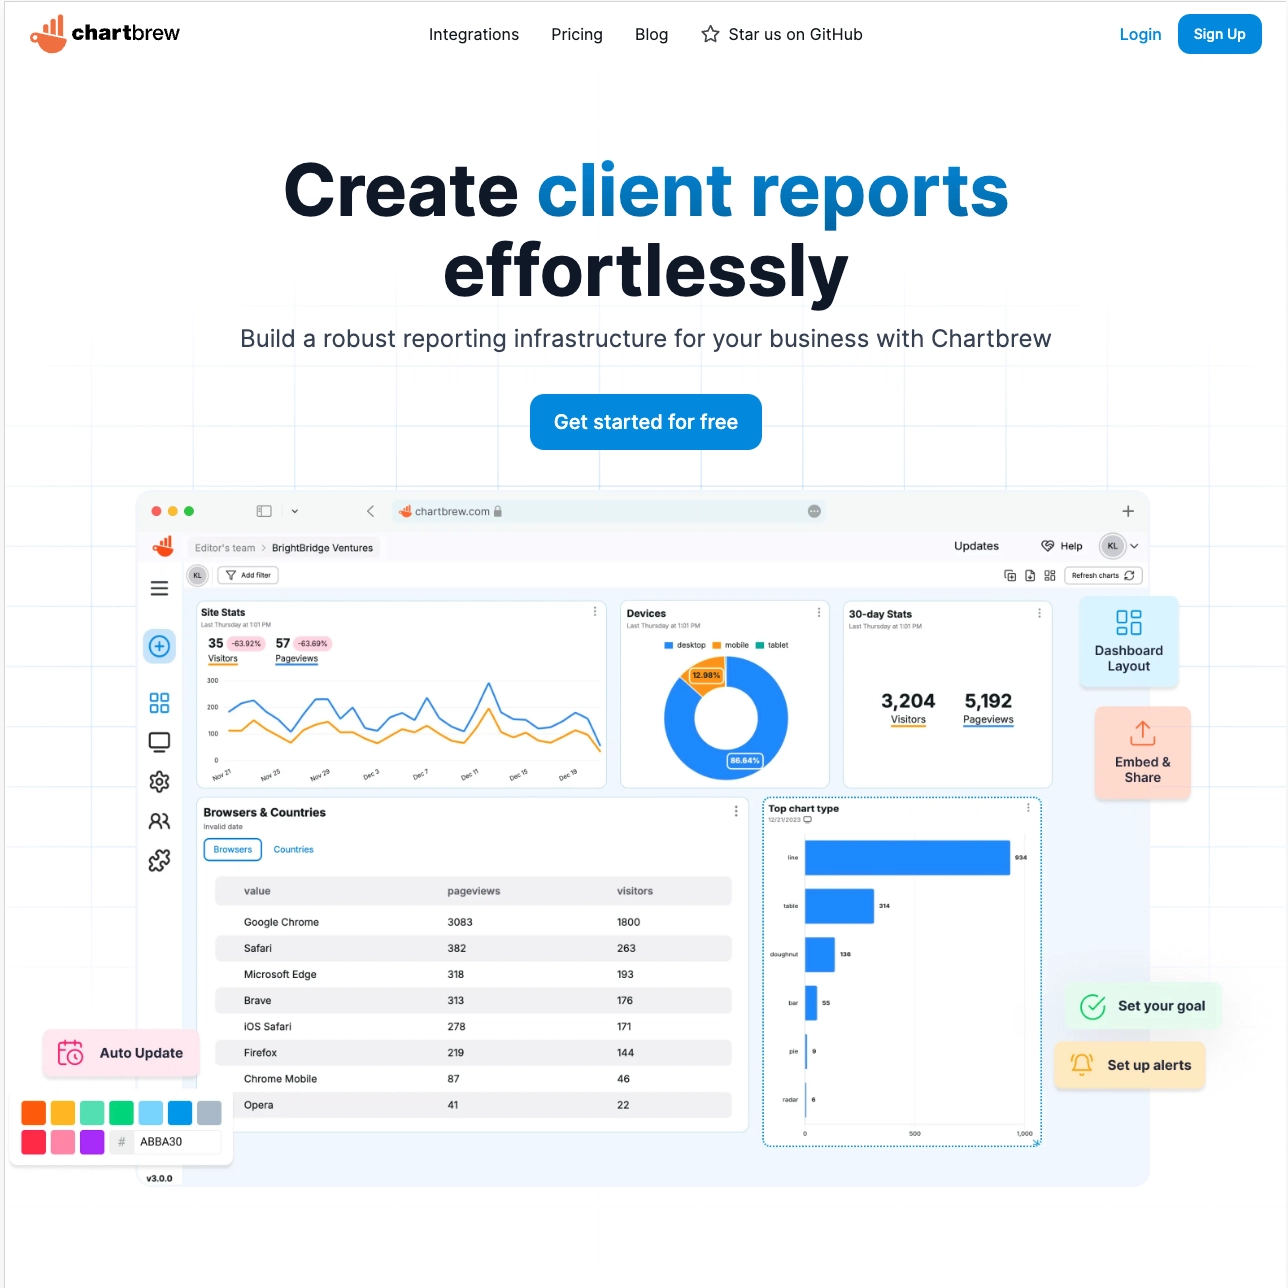 chartbrew
Integrations
Pricing
Blog
Star us on GitHub
Login
Sign Up
Create client reports
effortlessly
Build a robust reporting infrastructure for your business with Chartbrew
Get started for free
chartbrew.com
Editor's team > BrightBridge Ventures
Updates
Help
KL
KL
Add filter
Refresh charts
Site Stats
Last Thursday at 1:01 PM
35 -63.92% 57 -63.69%
Visitors Pageviews
300
200
100
0
Nov 21 Nov 25 Nov 29 Dec 3 Dec 7 Dec 11 Dec 15 Dec 19
Devices
Last Thursday at 1:01 PM
desktop mobile tablet
12.98%
86.64%
30-day Stats
Last Thursday at 1:01 PM
3,204 5,192
Visitors Pageviews
Dashboard
Layout
Embed &
Share
Browsers & Countries
Invalid date
Browsers Countries
value pageviews visitors
Google Chrome 3083 1800
Safari 382 263
Microsoft Edge 318 193
Brave 313 176
iOS Safari 278 171
Firefox 219 144
Chrome Mobile 87 46
Opera 41 22
Top chart type
12/21/2023
line 934
table 314
doughnut 136
bar 55
pie 9
radar 6
0 500 1,000
Set your goal
Set up alerts
Auto Update
# ABBA30
v3.0.0